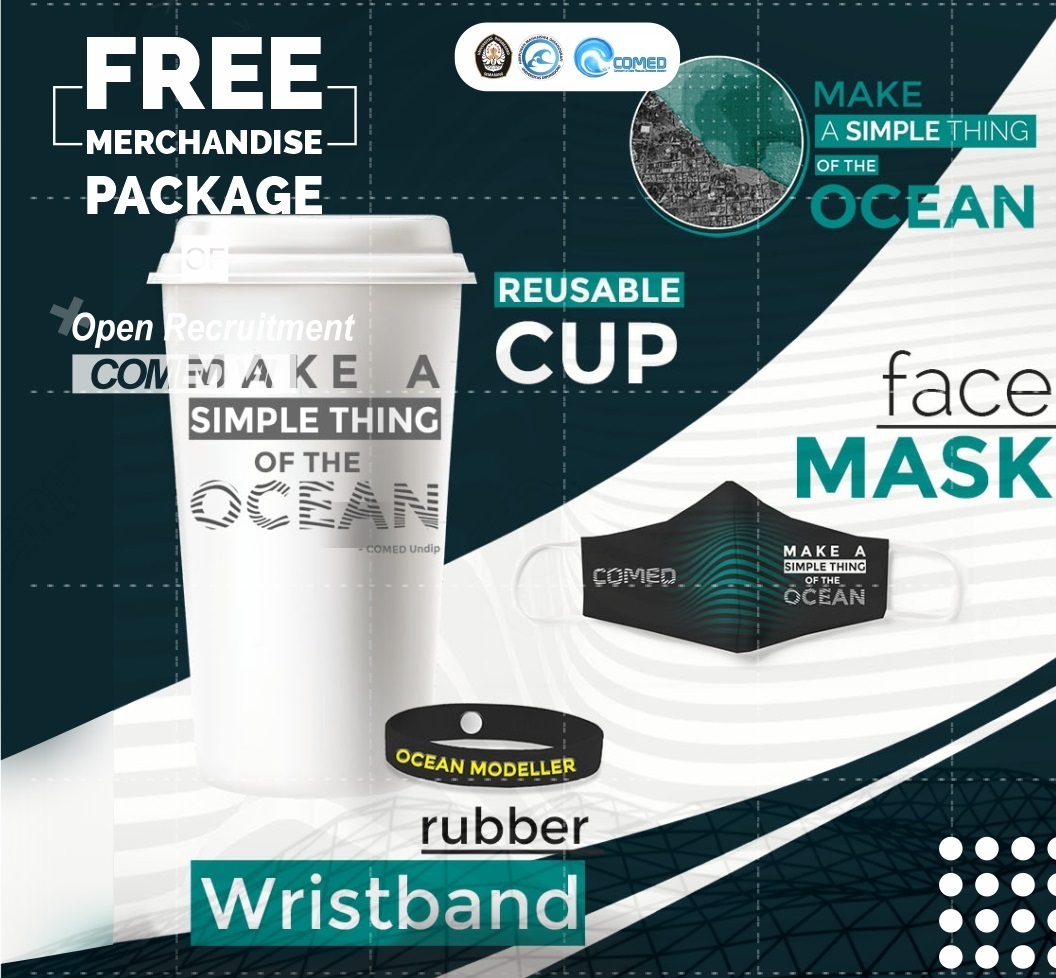 FREE
MERCHANDISE
PACKAGE
OF
Open Recruitment
COMED
COMED
MAKE
A SIMPLE THING
OF THE
OCEAN
REUSABLE
CUP
MAKE A
SIMPLE THING
OF THE
OCEAN
- COMED Undip
face
MASK
COMED
MAKE A
SIMPLE THING
OF THE
OCEAN
OCEAN MODELLER
rubber
Wristband